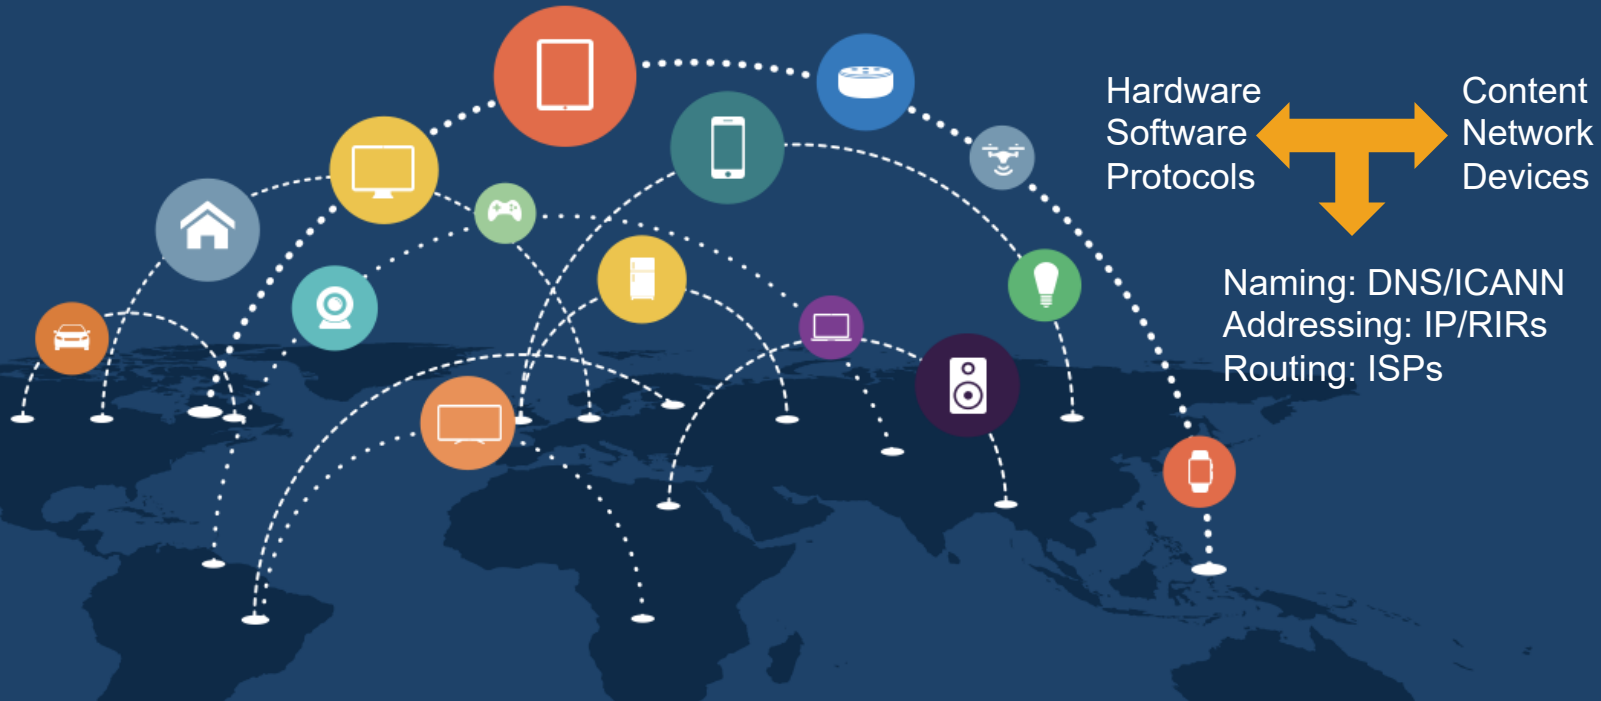 Hardware
Software
Protocols
Content
Network
Devices
Naming: DNS/ICANN
Addressing: IP/RIRs
Routing: ISPs